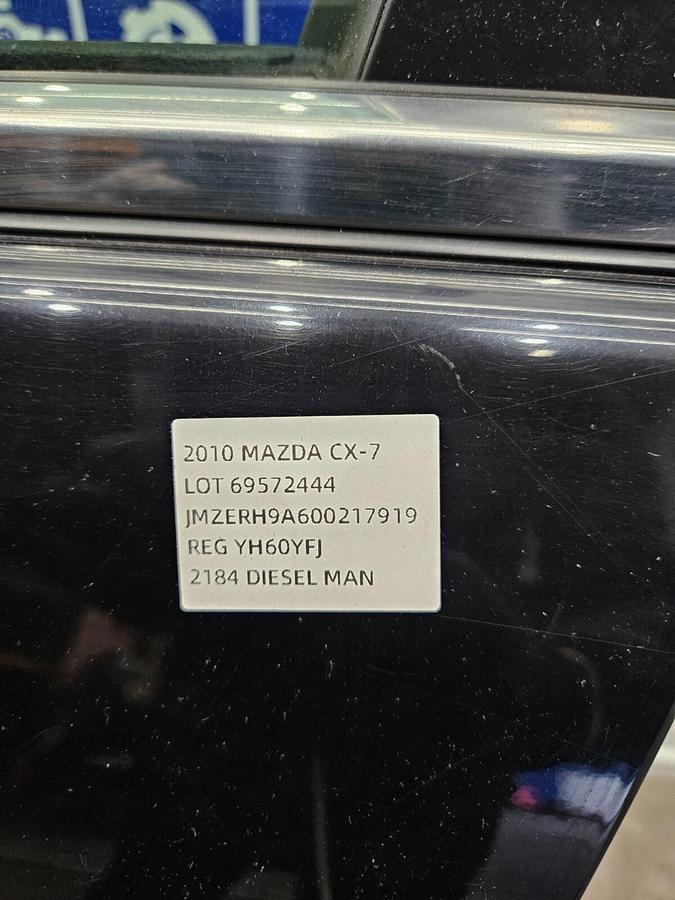 2010 MAZDA CX-7
LOT 69572444
JMZERH9A600217919
REG YH60YFJ
2184 DIESEL MAN